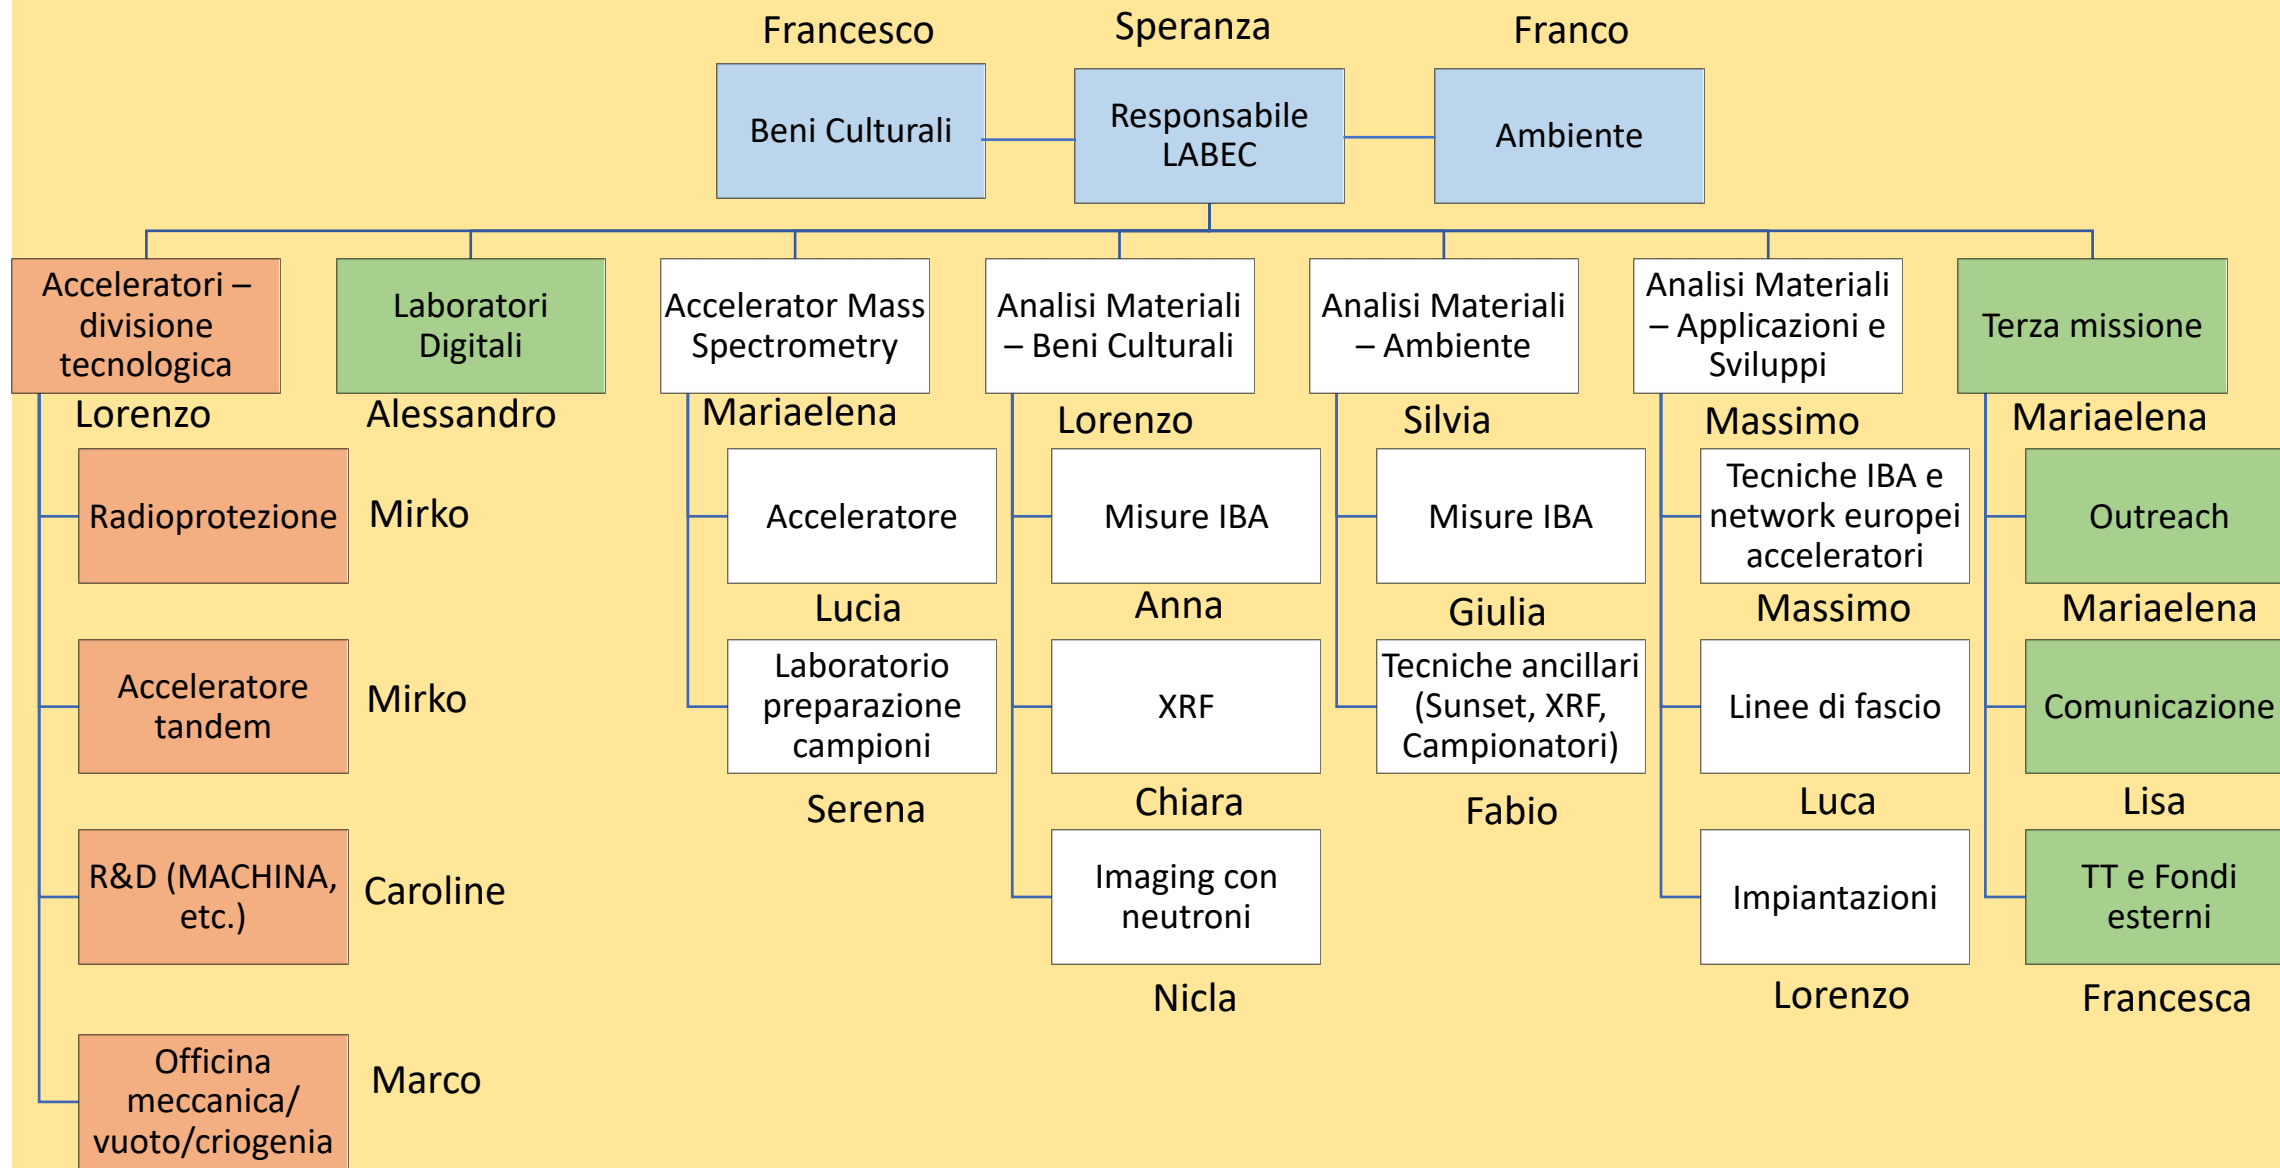 Francesco
Speranza
Franco
Beni Culturali
Responsabile
LABEC
Ambiente
Acceleratori –
divisione
tecnologica
Lorenzo
Radioprotezione
Mirko
Acceleratore
tandem
Mirko
R&D (MACHINA,
etc.)
Caroline
Officina
meccanica/
vuoto/criogenia
Marco
Laboratori
Digitali
Alessandro
Accelerator Mass
Spectrometry
Mariaelena
Acceleratore
Lucia
Laboratorio
preparazione
campioni
Serena
Analisi Materiali
– Beni Culturali
Lorenzo
Misure IBA
Anna
XRF
Chiara
Imaging con
neutroni
Nicla
Analisi Materiali
– Ambiente
Silvia
Misure IBA
Giulia
Tecniche ancillari
(Sunset, XRF,
Campionatori)
Fabio
Analisi Materiali
– Applicazioni e
Sviluppi
Massimo
Tecniche IBA e
network europei
acceleratori
Massimo
Linee di fascio
Luca
Impiantazioni
Lorenzo
Terza missione
Mariaelena
Outreach
Mariaelena
Comunicazione
Lisa
TT e Fondi
esterni
Francesca